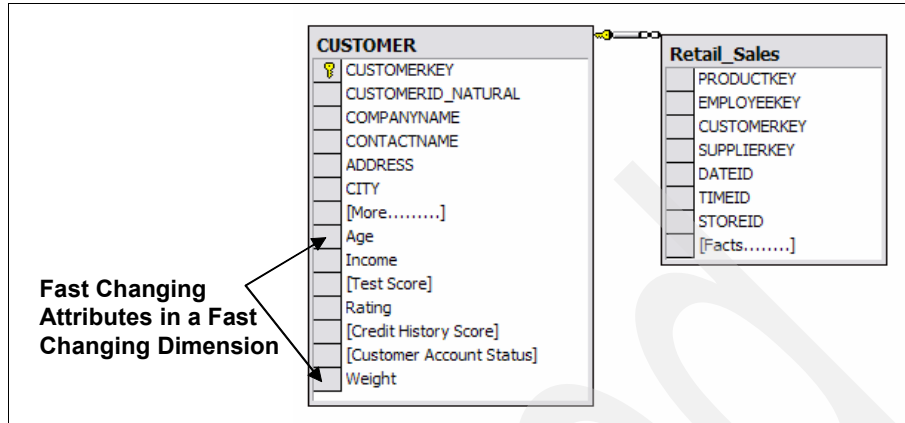 CUSTOMER
CUSTOMERKEY
CUSTOMERID_NATURAL
COMPANYNAME
CONTACTNAME
ADDRESS
CITY
[More.........]
Age
Income
[Test Score]
Rating
[Credit History Score]
[Customer Account Status]
Weight
Retail_Sales
PRODUCTKEY
EMPLOYEEKEY
CUSTOMERKEY
SUPPLIERKEY
DATEID
TIMEID
STOREID
[Facts........]
Fast Changing
Attributes in a Fast
Changing Dimension